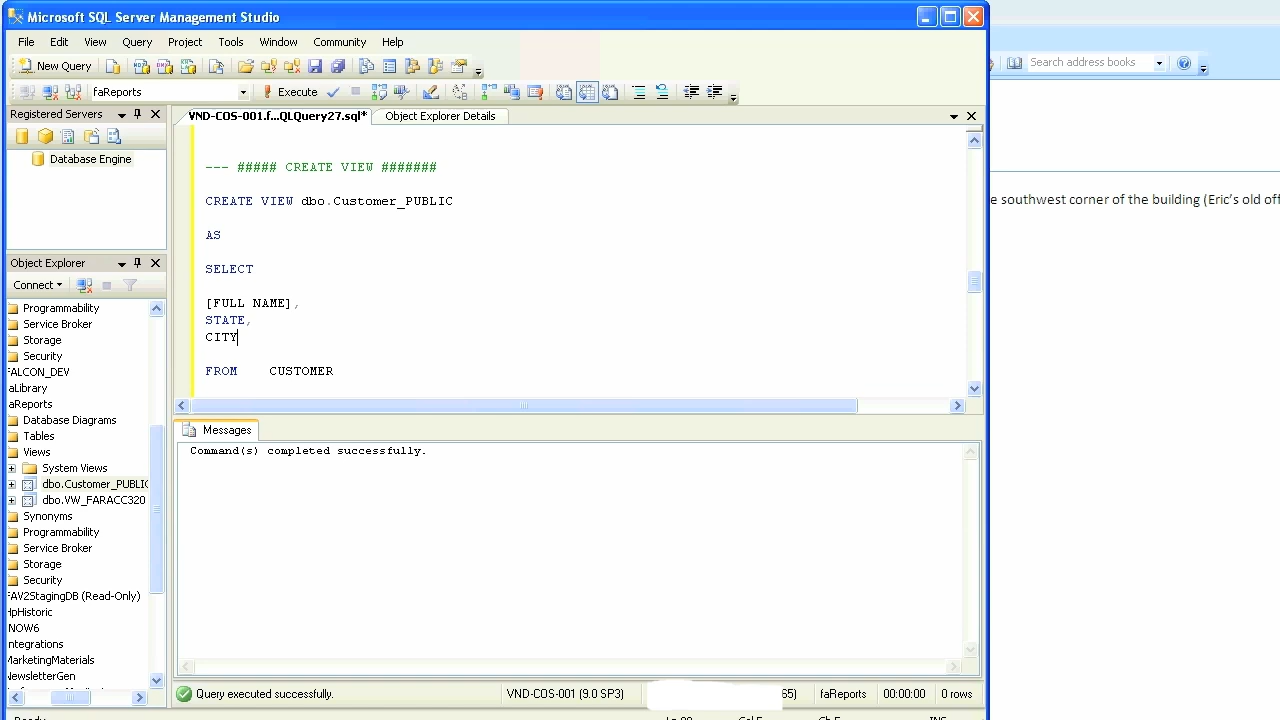 Microsoft SQL Server Management Studio
File Edit View Query Project Tools Window Community Help
New Query
Search address books
faReports Execute
Registered Servers
VND-COS-001.f...QLQuery27.sql* Object Explorer Details
Database Engine
--- ##### CREATE VIEW #######
CREATE VIEW dbo.Customer_PUBLIC
AS
SELECT
[FULL NAME],
STATE,
CITY
FROM CUSTOMER
e southwest corner of the building (Eric's old off
Object Explorer
Connect
Programmability
Service Broker
Storage
Security
FALCON_DEV
aLibrary
aReports
Database Diagrams
Tables
Views
System Views
dbo.Customer_PUBLIC
dbo.VW_FARACC320
Synonyms
Programmability
Service Broker
Storage
Security
FAV2StagingDB (Read-Only)
HpHistoric
NOW6
ntegrations
MarketingMaterials
NewsletterGen
Messages
Command(s) mpleted successfully.
Query executed successfully. VND-COS-001 (9.0 SP3) 65) faReports 00:00:00 0 rows